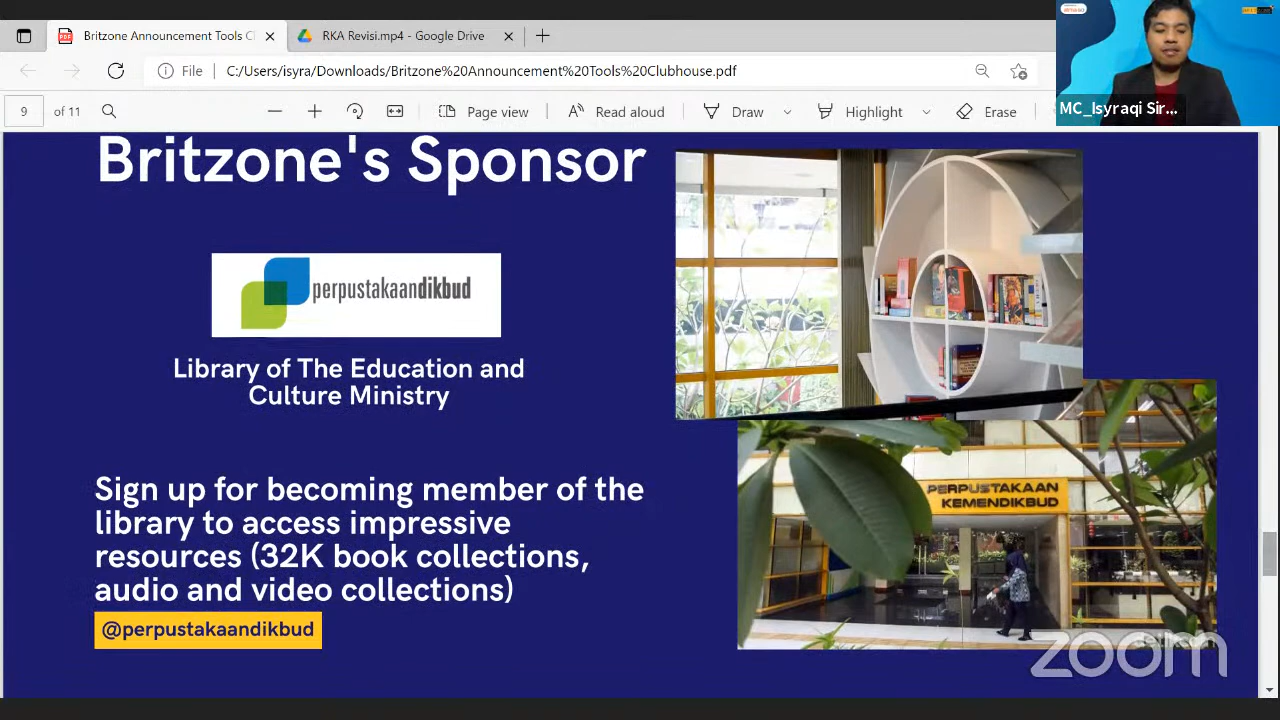 Britzone Announcement Tools Cl
RKA Revisi.mp4 - Google Drive
File
C:/Users/isyra/Downloads/Britzone%20Announcement%20Tools%20Clubhouse.pdf
9 of 11
Page view
Read aloud
Draw
Highlight
Erase
MC_Isyraqi Sir...
Britzone's Sponsor
perpustakaandikbud
Library of The Education and
Culture Ministry
Sign up for becoming member of the
library to access impressive
resources (32K book collections,
audio and video collections)
@perpustakaandikbud
PERPUSTAKAAN
KEMENDIKBUD
zoom